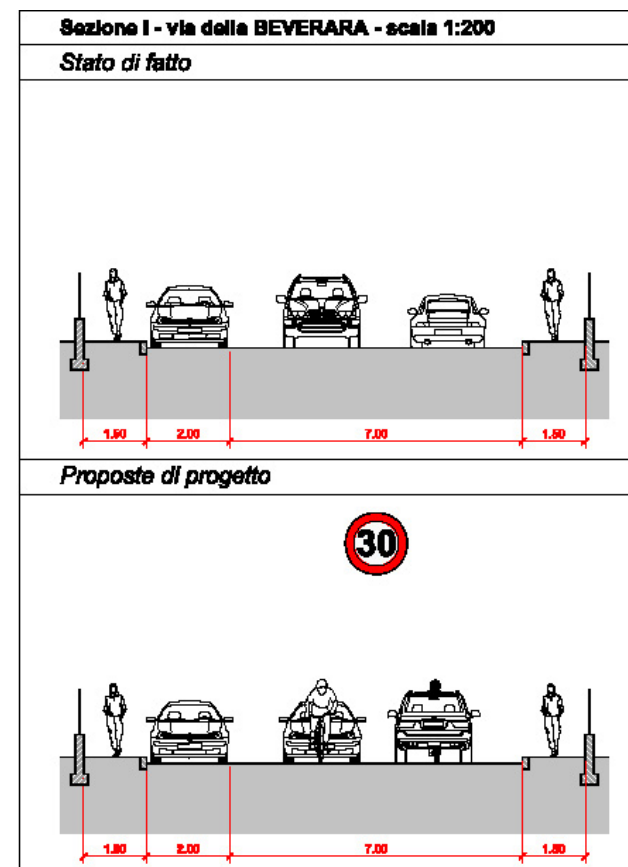 Sezione I - via della BEVERARA - scala 1:200
Stato di fatto
1.50 2.00 7.00 1.50
Proposte di progetto
30
1.50 2.00 7.00 1.50